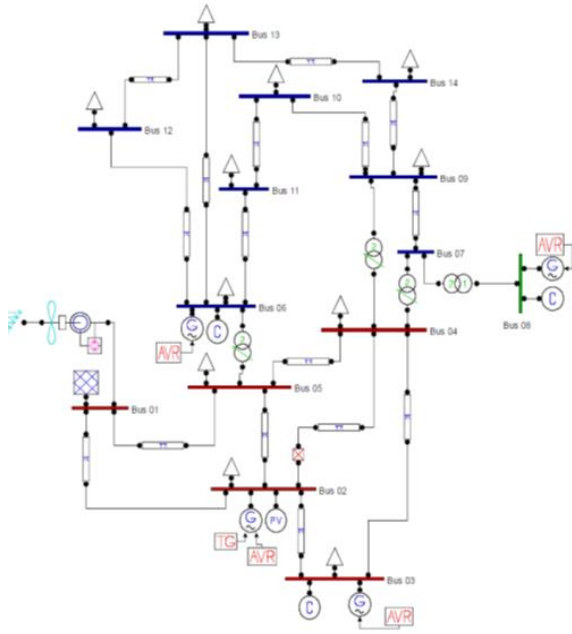 Bus 13
Bus 14
Bus 10
Bus 12
Bus 09
Bus 11
Bus 07
AVR
G
C
Bus 08
Bus 06
G
C
AVR
Bus 04
Bus 05
Bus 01
Bus 02
G
PV
TG
AVR
Bus 03
C
G
AVR